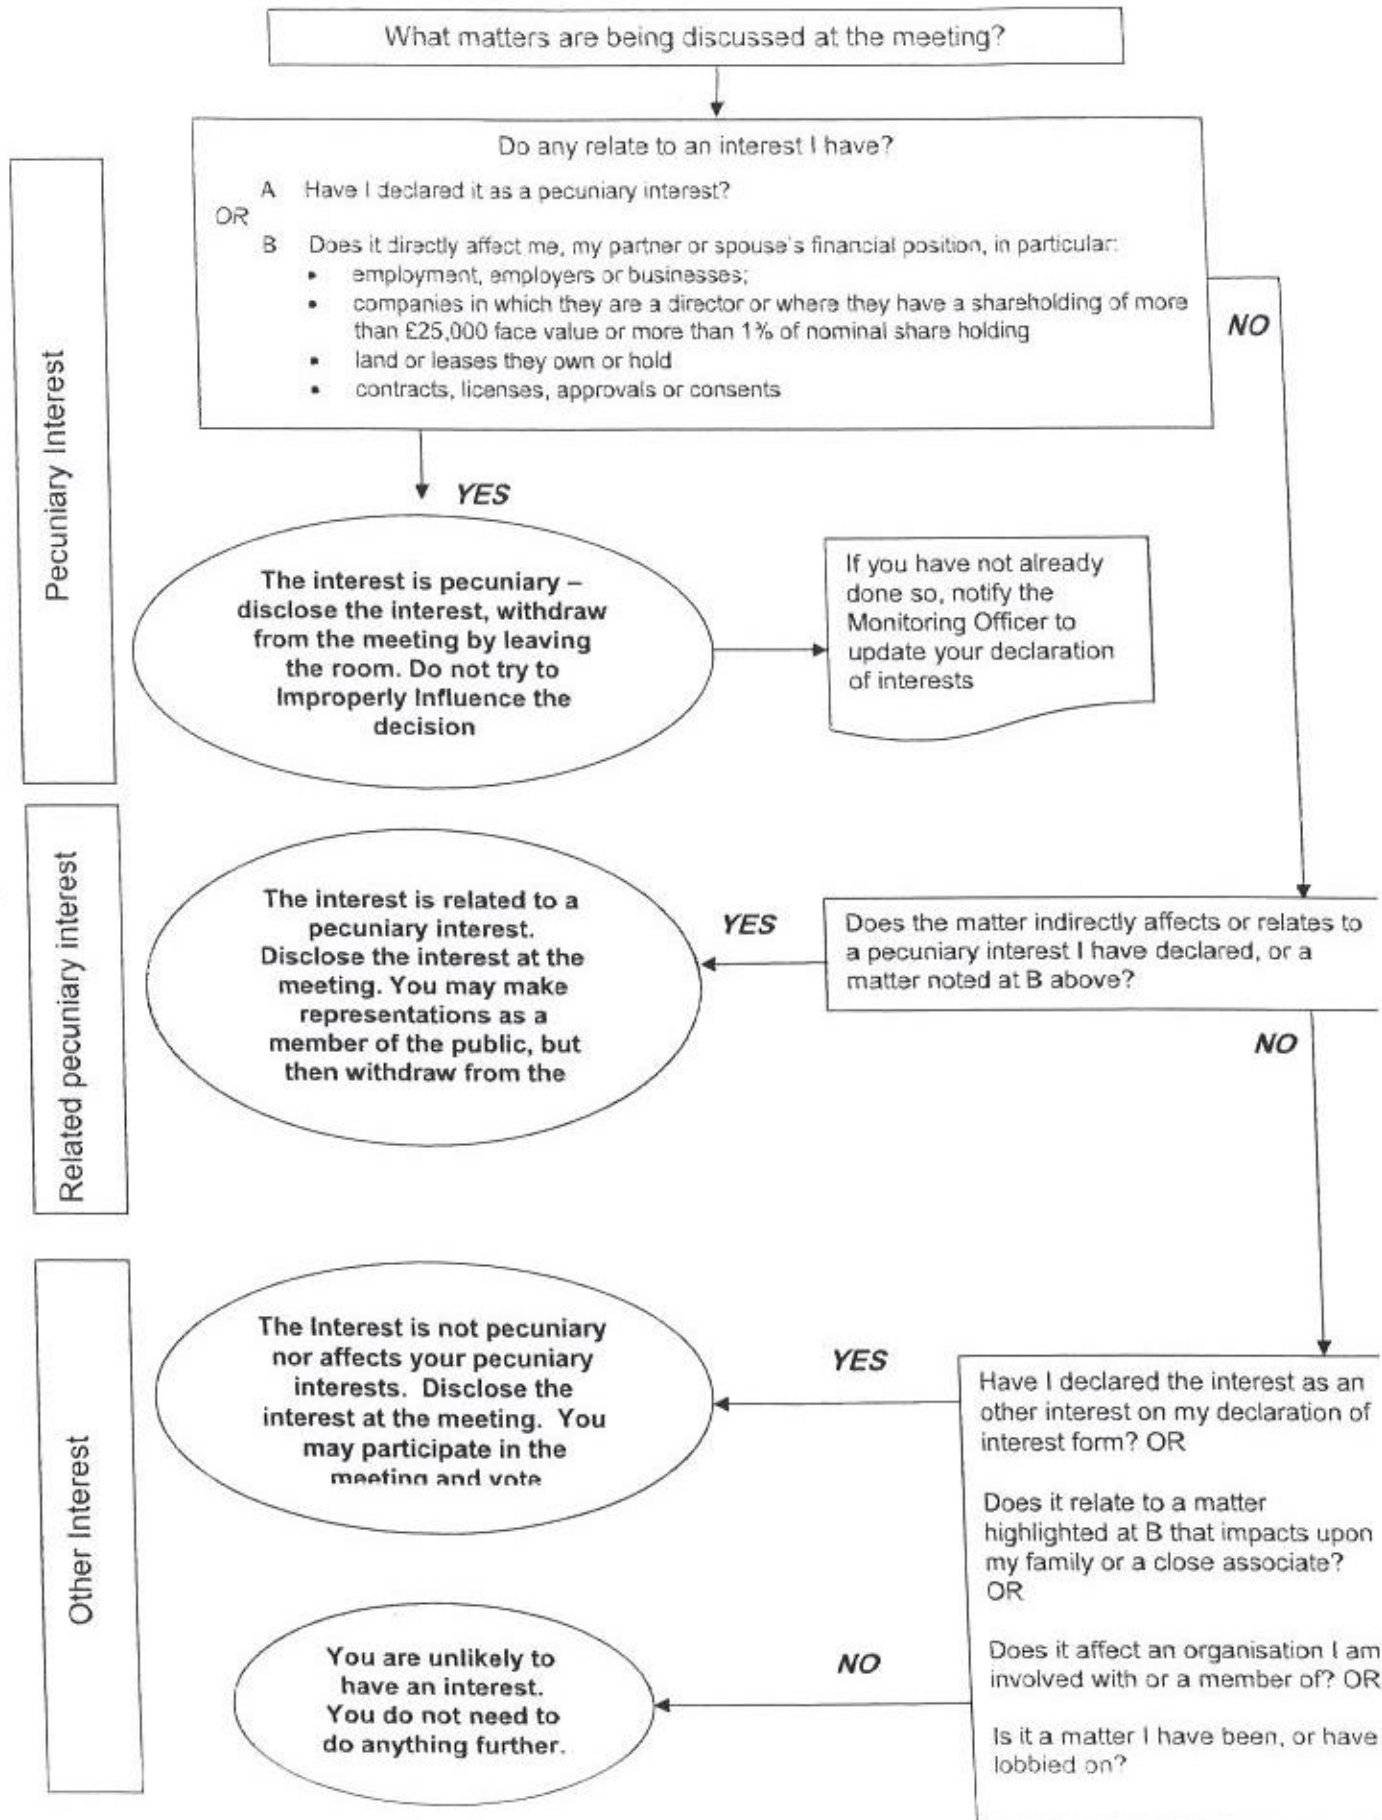 What matters are being discussed at the meeting?
Do any relate to an interest I have?
A Have I declared it as a pecuniary interest?
OR
B Does it directly affect me, my partner or spouse's financial position, in particular:
• employment, employers or businesses;
• companies in which they are a director or where they have a shareholding of more
than £25,000 face value or more than 1% of nominal share holding
• land or leases they own or hold
• contracts, licenses, approvals or consents
NO
Pecuniary Interest
YES
The interest is pecuniary –
disclose the interest, withdraw
from the meeting by leaving
the room. Do not try to
Improperly Influence the
decision
If you have not already
done so, notify the
Monitoring Officer to
update your declaration
of interests
Related pecuniary interest
The interest is related to a
pecuniary interest.
Disclose the interest at the
meeting. You may make
representations as a
member of the public, but
then withdraw from the
YES
Does the matter indirectly affects or relates to
a pecuniary interest I have declared, or a
matter noted at B above?
NO
Other Interest
The Interest is not pecuniary
nor affects your pecuniary
interests. Disclose the
interest at the meeting. You
may participate in the
meeting and vote
YES
Have I declared the interest as an
other interest on my declaration of
interest form? OR
Does it relate to a matter
highlighted at B that impacts upon
my family or a close associate?
OR
Does it affect an organisation I am
involved with or a member of? OR
Is it a matter I have been, or have
lobbied on?
NO
You are unlikely to
have an interest.
You do not need to
do anything further.